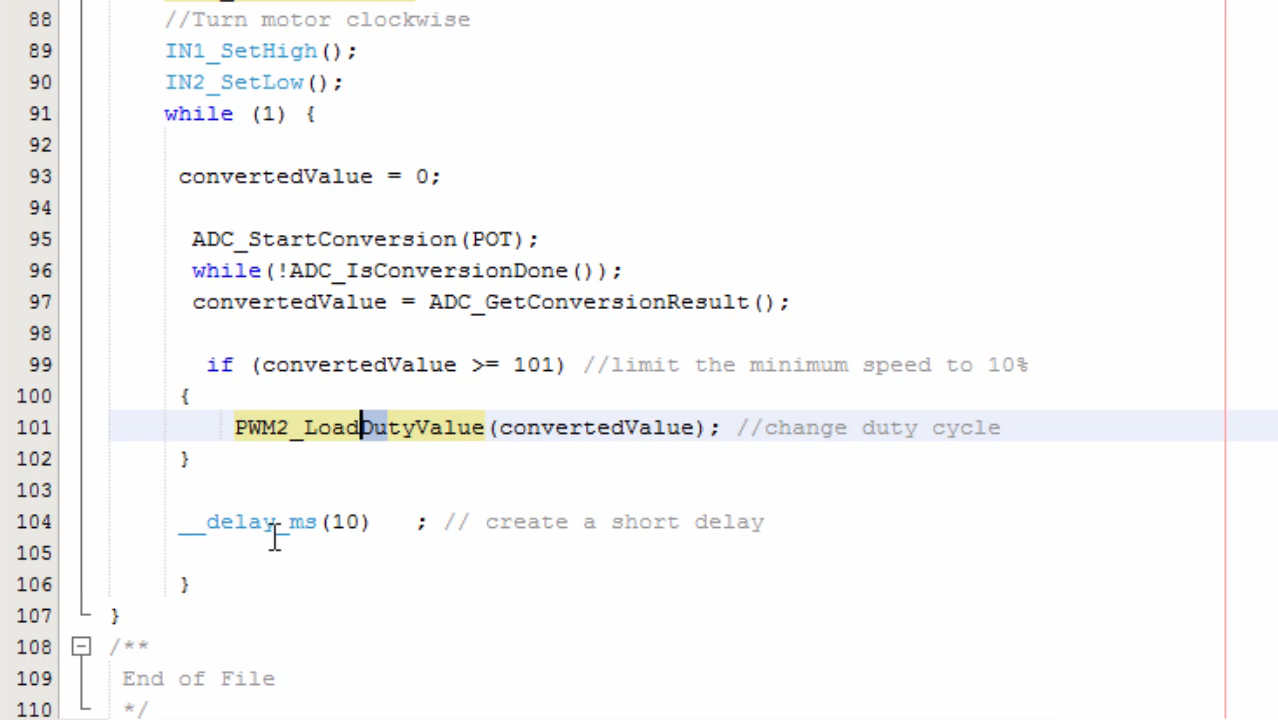 88 //Turn motor clockwise
89 IN1_SetHigh();
90 IN2_SetLow();
91 while (1) {
92
93 convertedValue = 0;
94
95 ADC_StartConversion(POT);
96 while(!ADC_IsConversionDone());
97 convertedValue = ADC_GetConversionResult();
98
99 if (convertedValue >= 101) //limit the minimum speed to 10%
100 {
101 PWM2_LoadDutyValue(convertedValue); //change duty cycle
102 }
103
104 __delay_ms(10) ; // create a short delay
105
106 }
107 }
108 /**
109 End of File
110 */